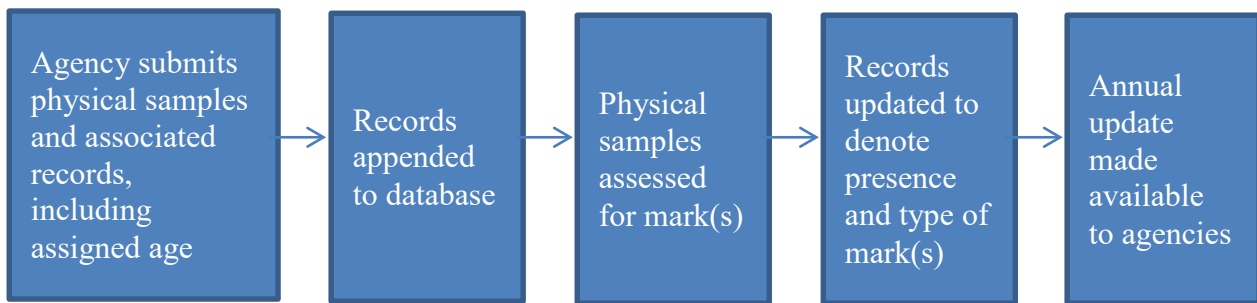 Agency submits
physical samples
and associated
records,
including
assigned age
Records
appended
to database
Physical
samples
assessed
for mark(s)
Records
updated to
denote
presence
and type of
mark(s)
Annual
update
made
available
to agencies